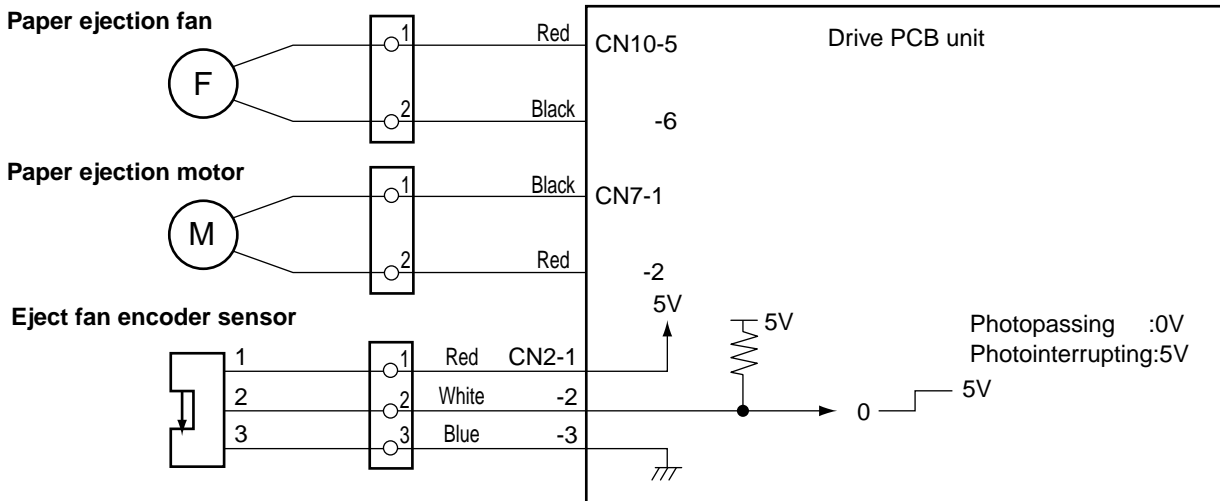 Paper ejection fan
F
1
2
Red
Black
CN10-5
-6
Drive PCB unit
Paper ejection motor
M
1
2
Black
Red
CN7-1
-2
5V
Eject fan encoder sensor
1
2
3
1
2
3
Red
White
Blue
CN2-1
-2
-3
5V
Photopassing :0V
Photointerrupting:5V
0
5V